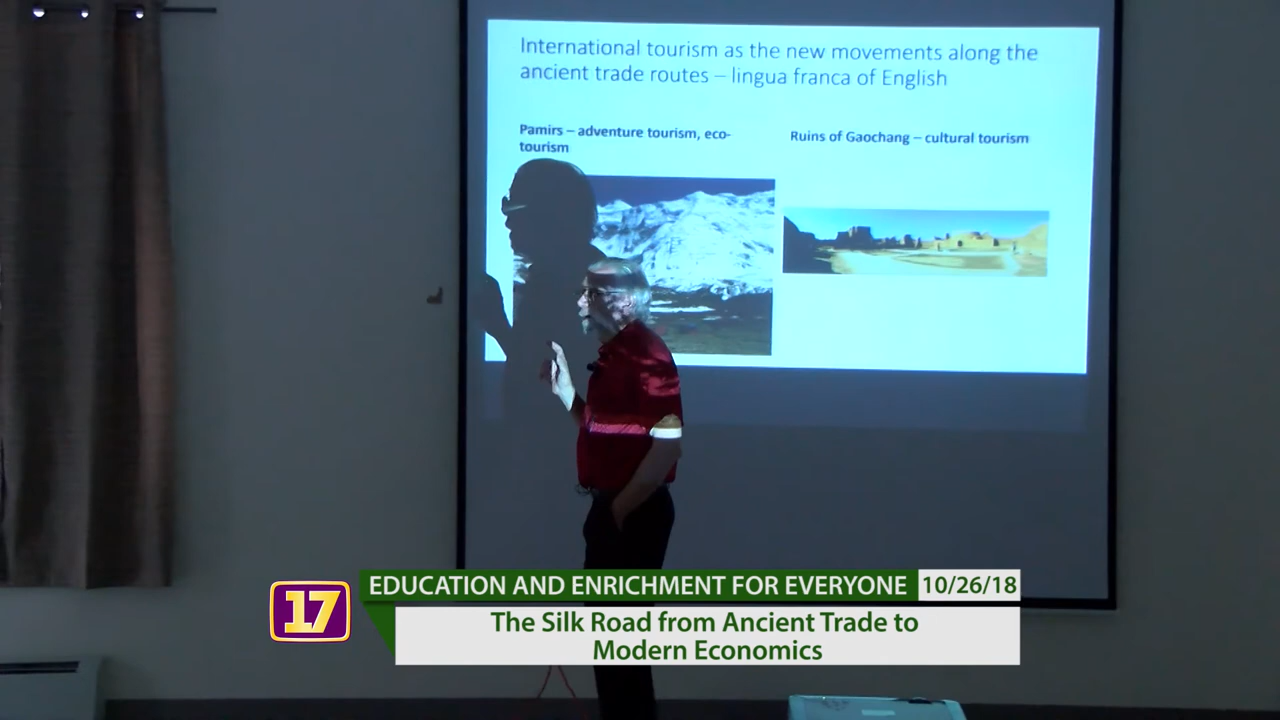 International tourism as the new movements along the
ancient trade routes – lingua franca of English
Pamirs – adventure tourism, eco-
tourism
Ruins of Gaochang – cultural tourism
17
EDUCATION AND ENRICHMENT FOR EVERYONE
10/26/18
The Silk Road from Ancient Trade to
Modern Economics